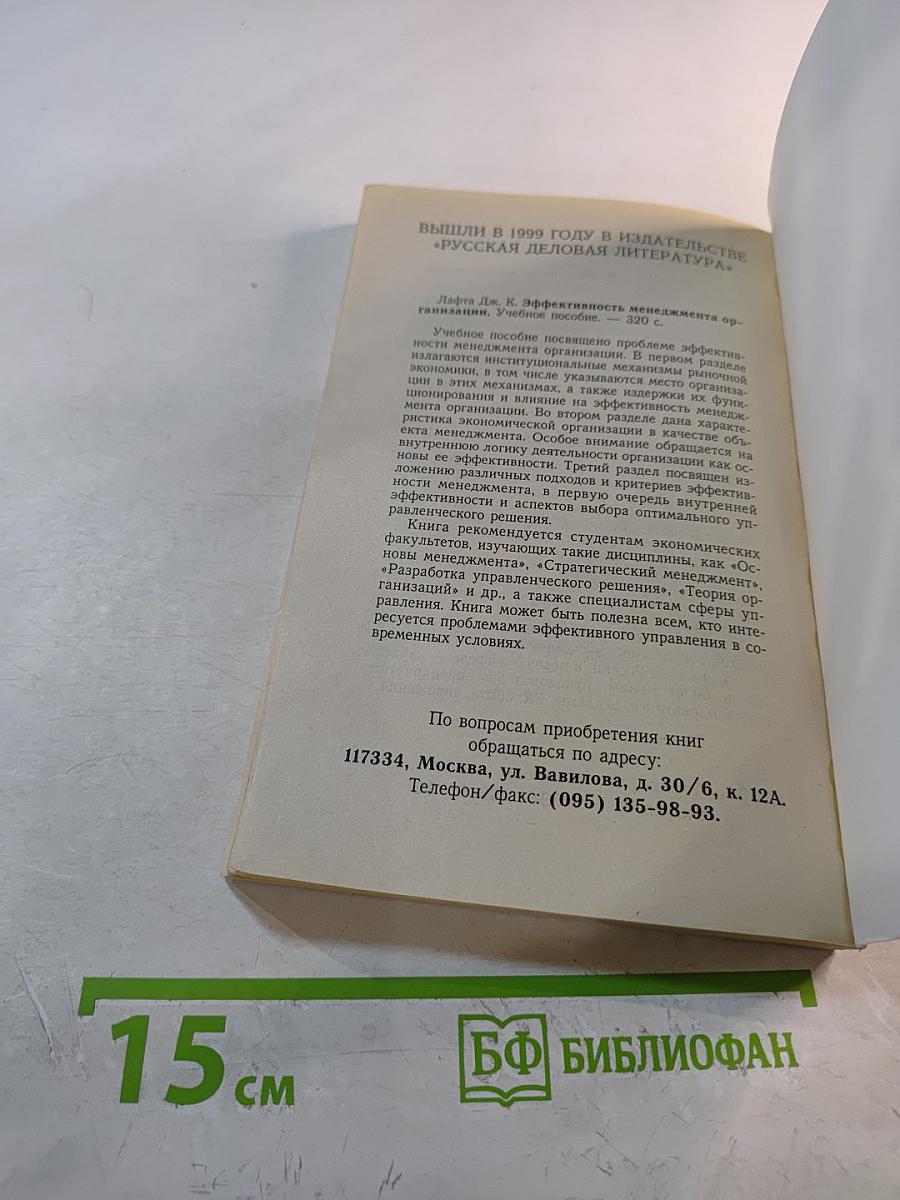 ВЫШЛИ В 1999 ГОДУ В ИЗДАТЕЛЬСТВЕ
«РУССКАЯ ДЕЛОВАЯ ЛИТЕРАТУРА»
Лафта Дж. К. Эффективность менеджмента ор-
ганизации. Учебное пособие. — 320 с.
Учебное пособие посвящено проблеме эффектив-
ности менеджмента организации. В первом разделе
излагаются институциональные механизмы рыночной
экономики, в том числе указываются место организа-
ции в этих механизмах, а также издержки их функ-
ционирования и влияние на эффективность менедж-
мента организации. Во втором разделе дана характе-
ристика экономической организации в качестве объ-
екта менеджмента. Особое внимание обращается на
внутреннюю логику деятельности организации как ос-
новы ее эффективности. Третий раздел посвящен из-
ложению различных подходов и критериев эффектив-
ности менеджмента, в первую очередь внутренней
эффективности и аспектов выбора оптимального уп-
равленческого решения.
Книга рекомендуется студентам экономических
факультетов, изучающих такие дисциплины, как «Ос-
новы менеджмента», «Стратегический менеджмент»,
«Разработка управленческого решения», «Теория ор-
ганизаций» и др., а также специалистам сферы уп-
равления. Книга может быть полезна всем, кто инте-
ресуется проблемами эффективного управления в со-
временных условиях.
По вопросам приобретения книг
обращаться по адресу:
117334, Москва, ул. Вавилова, д. 30/6, к. 12А.
Телефон/факс: (095) 135-98-93.
15 см
БФ БИБЛИОФАН